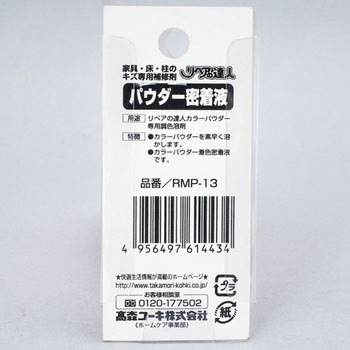 家具・床・柱の
キズ専用補修剤
リペアの達人
パウダー密着液
用途
リペアの達人カラーパウダー
専用調色溶剤
特徴
●カラーパウダーを素早く溶
かします。
●カラーパウダー着色密着液
です。
品番/RMP-13
4 956497 614434
★快適生活情報が満載のホームページ★
http://www.takamori-kohki.co.jp/
お客様相談室
0120-177502
髙森コーキ株式会社
《ホームケア事業部》
プラ
紙